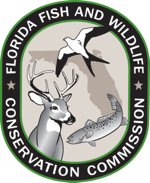 FLORIDA FISH AND WILDLIFE
CONSERVATION COMMISSION